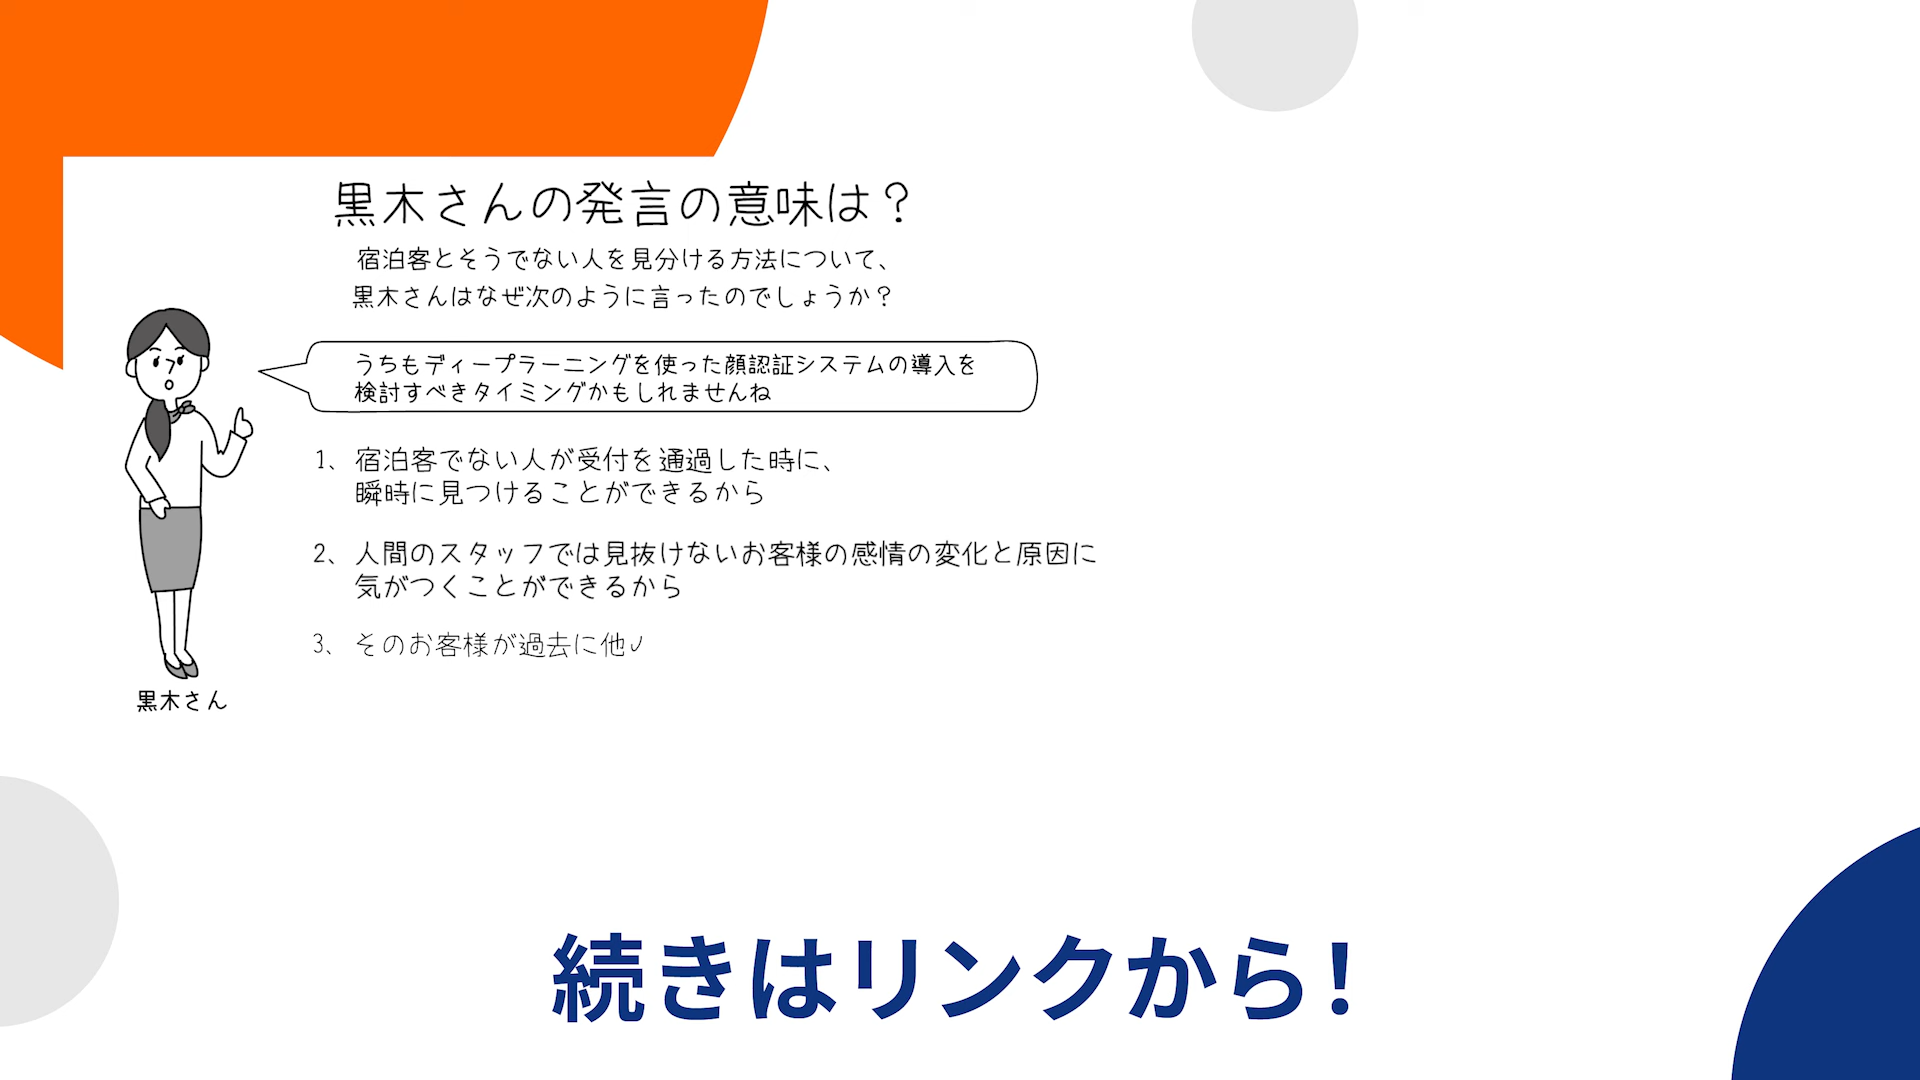 黒木さんの発言の意味は？
宿泊客とそうでない人を見分ける方法について、
黒木さんはなぜ次のように言ったのでしょうか？
うちもディープラーニングを使った顔認証システムの導入を
検討すべきタイミングかもしれませんね
1、宿泊客でない人が受付を通過した時に、
瞬時に見つけることができるから
2、人間のスタッフでは見抜けないお客様の感情の変化と原因に
気がつくことができるから
3、そのお客様が過去に他
黒木さん
続きはリンクから！